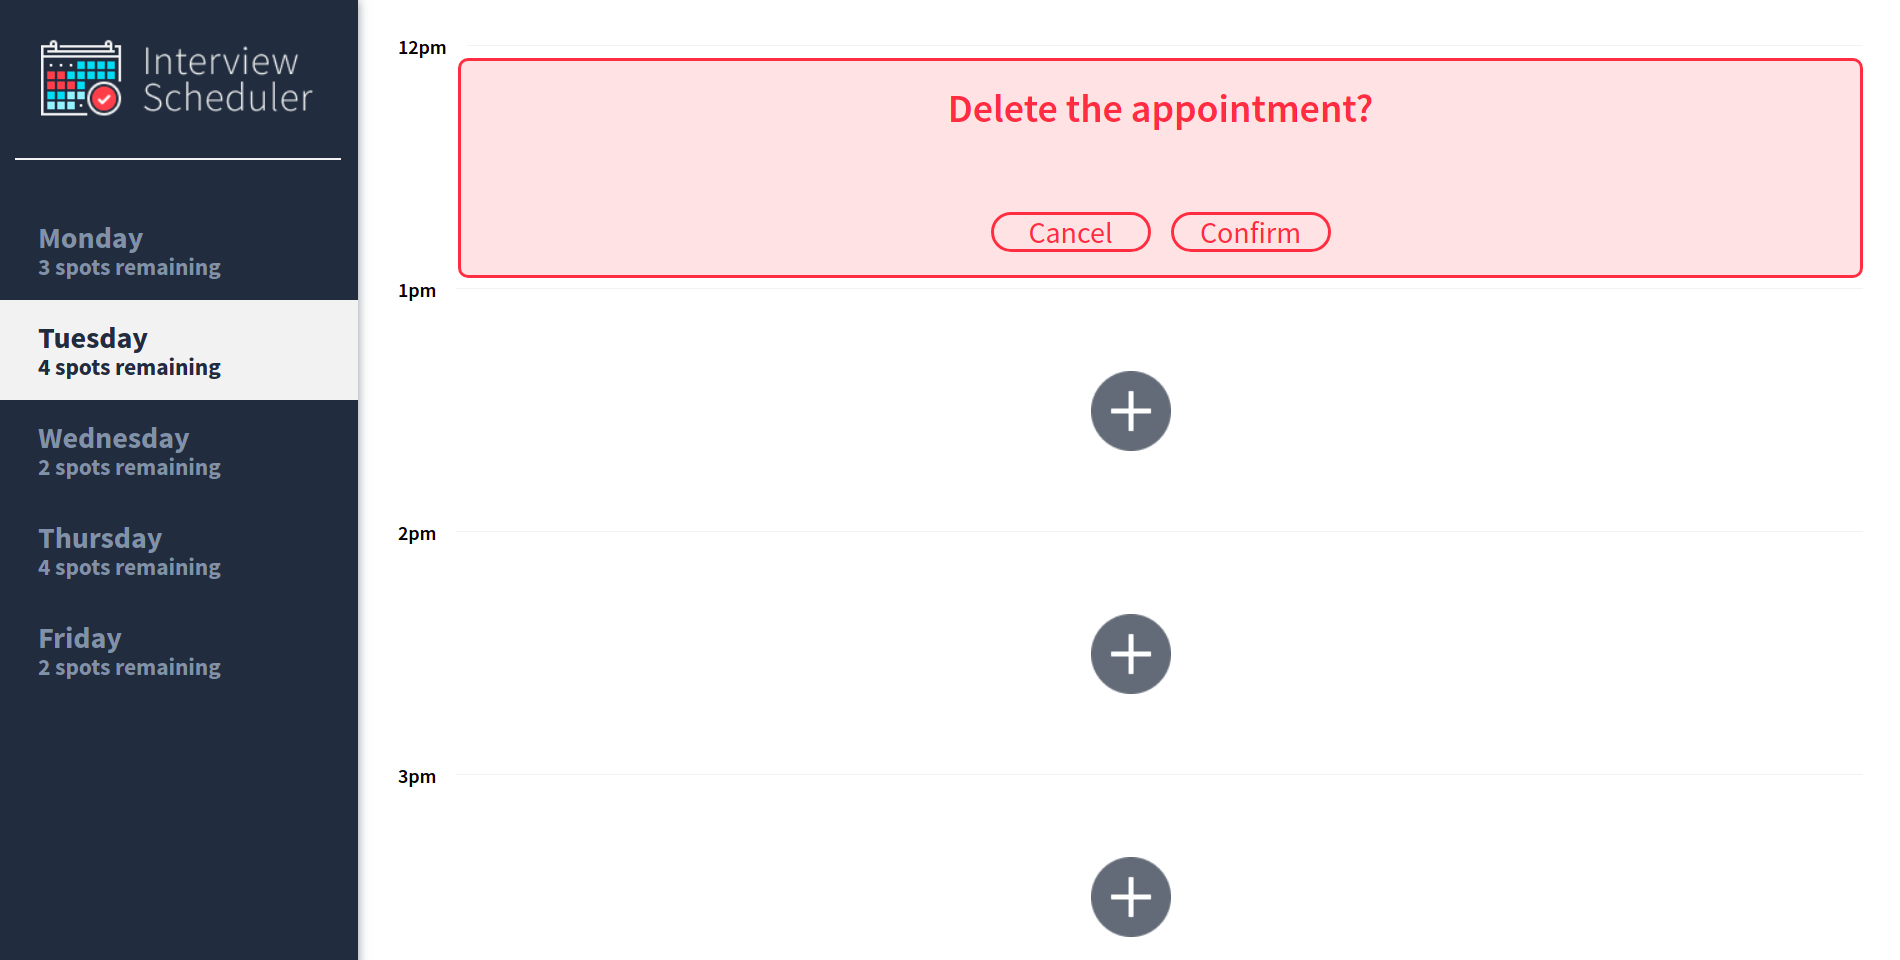 Interview
Scheduler
Monday
3 spots remaining
Tuesday
4 spots remaining
Wednesday
2 spots remaining
Thursday
4 spots remaining
Friday
2 spots remaining
12pm
Delete the appointment?
Cancel Confirm
1pm
2pm
3pm